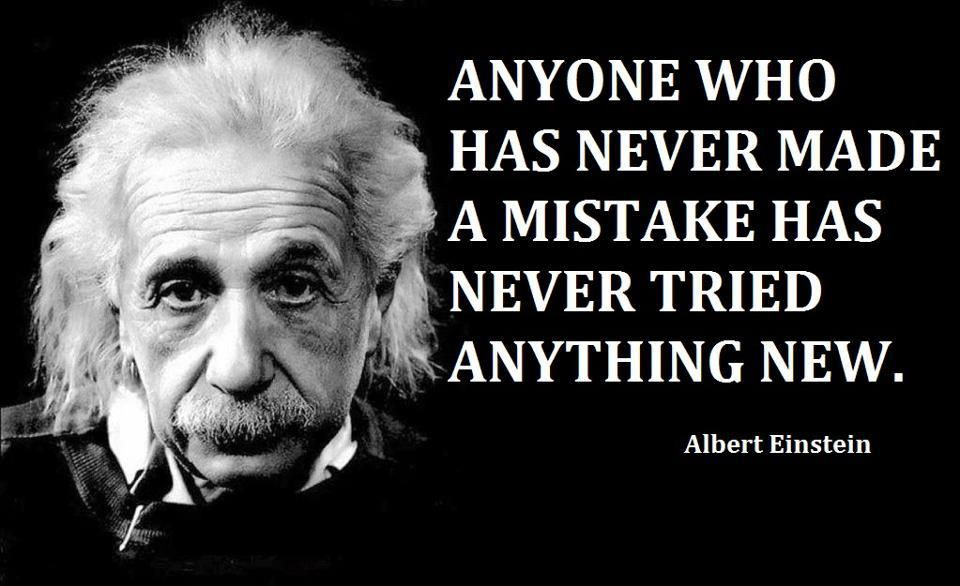 ANYONE WHO
HAS NEVER MADE
A MISTAKE HAS
NEVER TRIED
ANYTHING NEW.
Albert Einstein